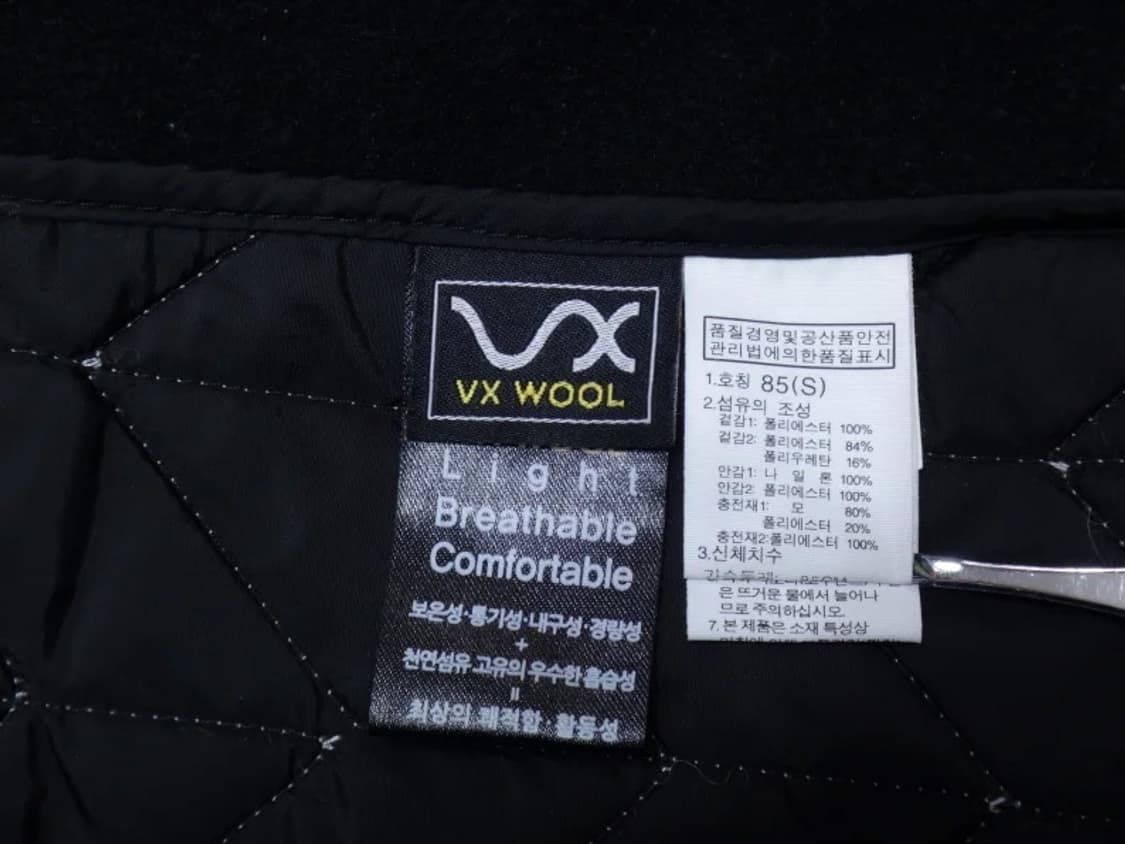 VX
VX WOOL
Light
Breathable
Comfortable
보온성·통기성·내구성·경량성
+
천연섬유 고유의 우수한 흡습성
=
최상의 쾌적함·활동성
품질경영및공산품안전
관리법에의한품질표시
1.호칭 85(S)
2.섬유의 조성
겉감1: 폴리에스터 100%
겉감2: 폴리에스터 84%
폴리우레탄 16%
안감1: 나 일 론 100%
안감2: 폴리에스터 100%
충전재1: 모 80%
폴리에스터 20%
충전재2:폴리에스터 100%
3.신체치수
은 뜨거운 물에서 늘어나
므로 주의하십시오.
7. 본 제품은 소재 특성상